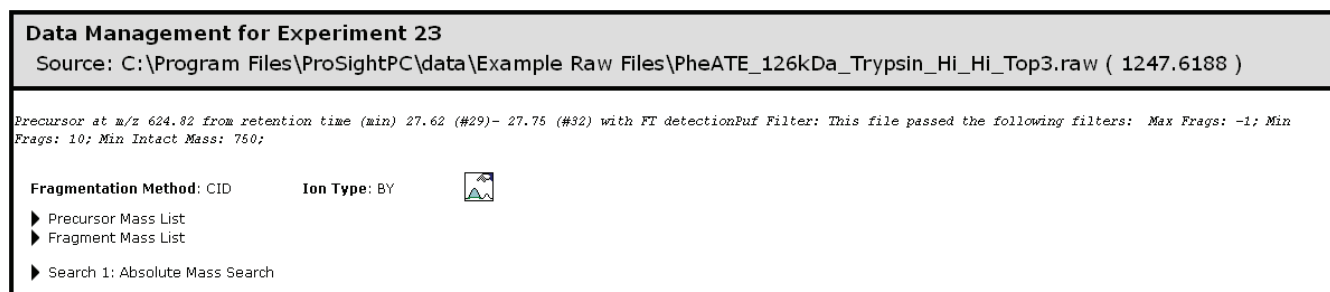 Data Management for Experiment 23
Source: C:\Program Files\ProSightPC\data\Example Raw Files\PheATE_126kDa_Trypsin_Hi_Hi_Top3.raw ( 1247.6188 )
Precursor at m/z 624.82 from retention time (min) 27.62 (#29)- 27.75 (#32) with FT detectionPuf Filter: This file passed the following filters:  Max Frags: -1; Min
Frags: 10; Min Intact Mass: 750;
Fragmentation Method: CID Ion Type: BY
Precursor Mass List
Fragment Mass List
Search 1: Absolute Mass Search